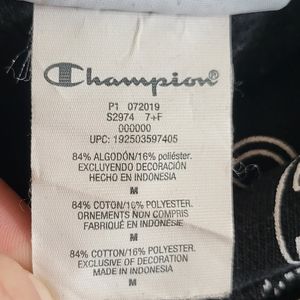 Champion®
P1 072019
S2974 7+F
000000
UPC: 192503597405
84% ALGODÓN/16% poliéster.
EXCLUYENDO DECORACIÓN
HECHO EN INDONESIA
M
84% COTON/16% POLYESTER.
ORNEMENTS NON COMPRIS
FABRIQUÉ EN INDONÉSIE
M
84% COTTON/16% POLYESTER.
EXCLUSIVE OF DECORATION
MADE IN INDONESIA
M